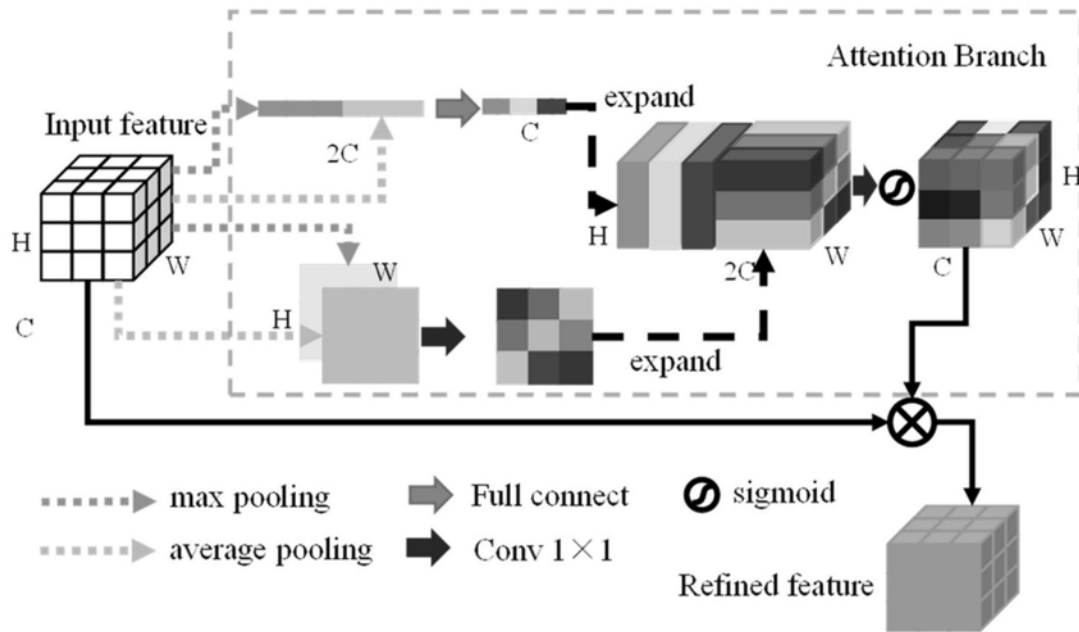 Attention Branch
expand
Input feature
C
2C
H
H
W
H
W
2C
W
W
C
H
C
expand
max pooling
Full connect
sigmoid
average pooling
Conv 1×1
Refined feature